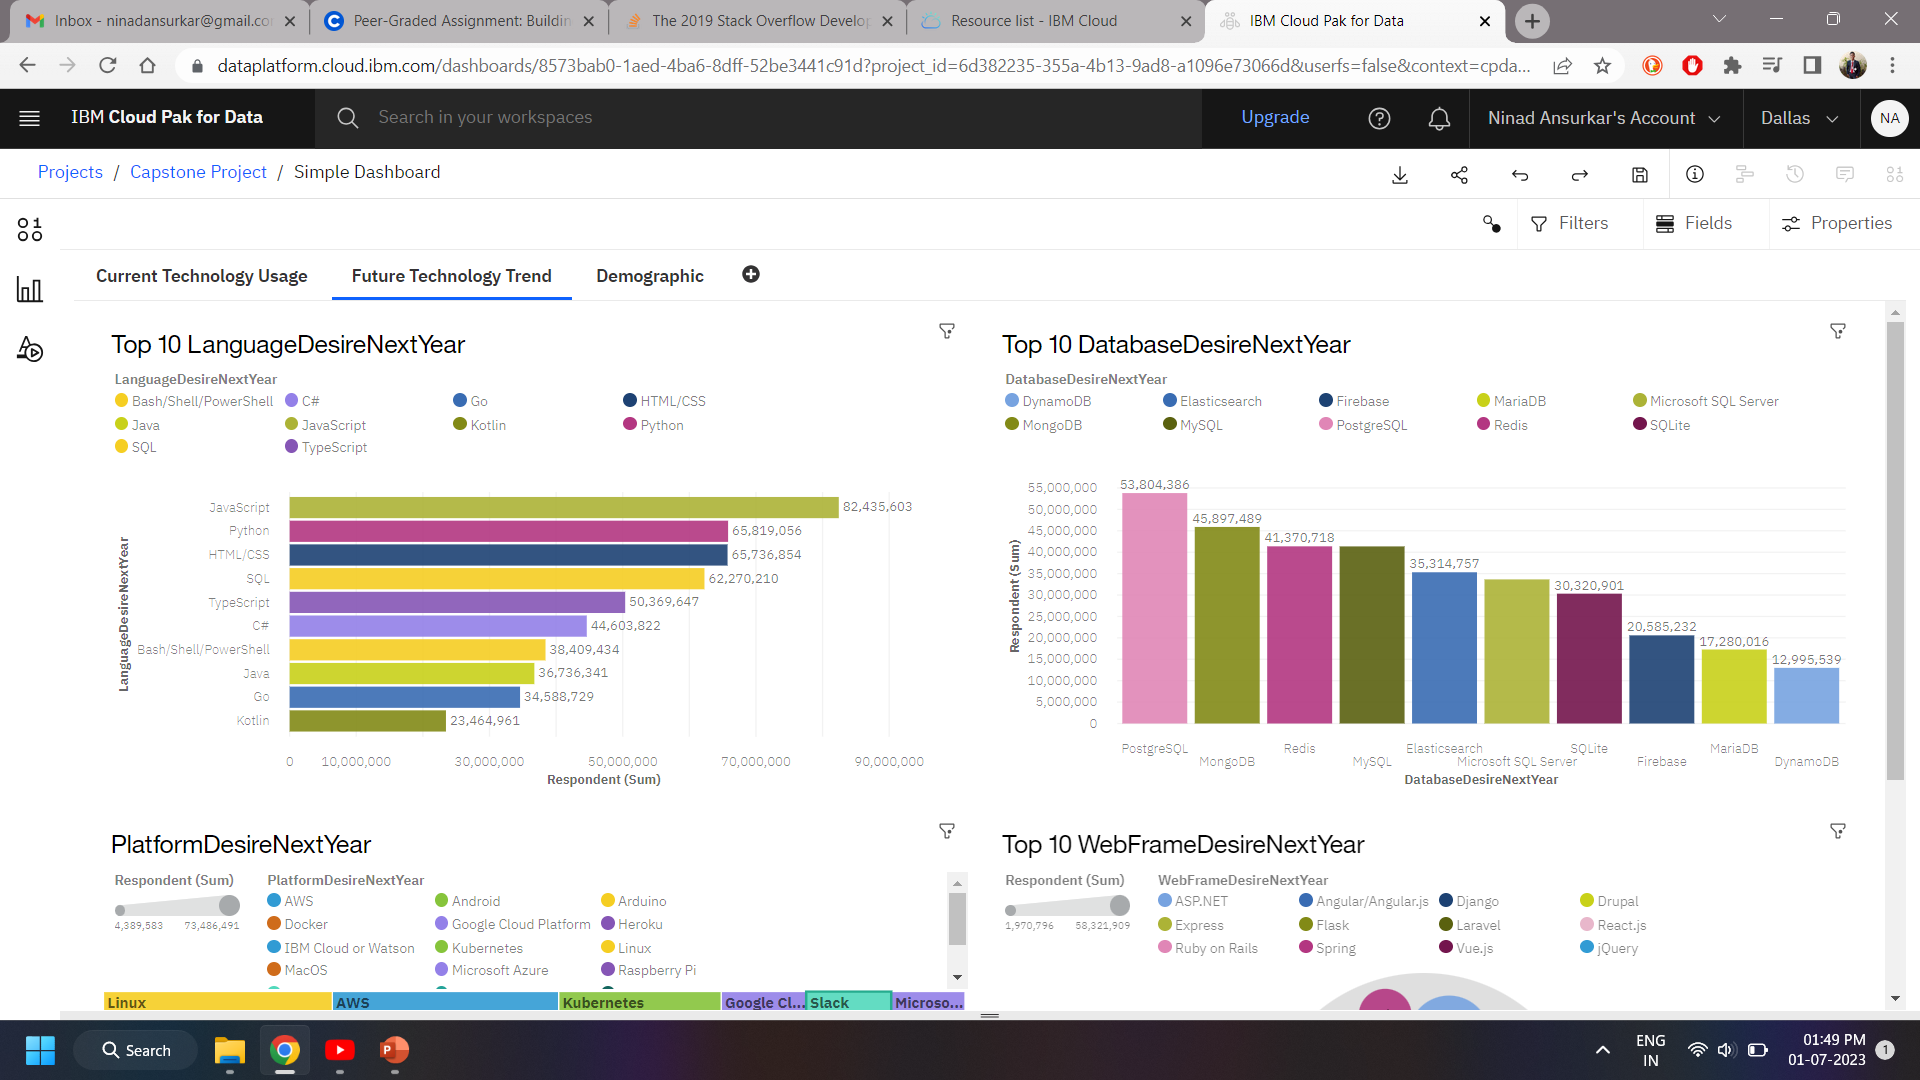 Inbox - ninadansurkar@gmail.co
Peer-Graded Assignment: Buildin
The 2019 Stack Overflow Develop
Resource list - IBM Cloud
IBM Cloud Pak for Data
dataplatform.cloud.ibm.com/dashboards/8573bab0-1aed-4ba6-8dff-52be3441c91d?project_id=6d382235-355a-4b13-9ad8-a1096e73066d&userfs=false&context=cpda...
IBM Cloud Pak for Data
Search in your workspaces
Upgrade
Ninad Ansurkar's Account
Dallas
NA
Projects / Capstone Project / Simple Dashboard
Filters
Fields
Properties
Current Technology Usage
Future Technology Trend
Demographic
Top 10 LanguageDesireNextYear
LanguageDesireNextYear
Bash/Shell/PowerShell C# Go HTML/CSS
Java JavaScript Kotlin Python
SQL TypeScript
LanguageDesireNextYear
JavaScript 82,435,603
Python 65,819,056
HTML/CSS 65,736,854
SQL 62,270,210
TypeScript 50,369,647
C# 44,603,822
Bash/Shell/PowerShell 38,409,434
Java 36,736,341
Go 34,588,729
Kotlin 23,464,961
0 10,000,000 30,000,000 50,000,000 70,000,000 90,000,000
Respondent (Sum)
Top 10 DatabaseDesireNextYear
DatabaseDesireNextYear
DynamoDB Elasticsearch Firebase MariaDB Microsoft SQL Server
MongoDB MySQL PostgreSQL Redis SQLite
Respondent (Sum)
55,000,000
50,000,000
45,000,000
40,000,000
35,000,000
30,000,000
25,000,000
20,000,000
15,000,000
10,000,000
5,000,000
0
53,804,386
45,897,489
41,370,718
35,314,757
30,320,901
20,585,232
17,280,016
12,995,539
PostgreSQL Redis Elasticsearch SQLite MariaDB
MongoDB MySQL Microsoft SQL Server Firebase DynamoDB
DatabaseDesireNextYear
PlatformDesireNextYear
Respondent (Sum)
4,389,583 73,486,491
PlatformDesireNextYear
AWS Android Arduino
Docker Google Cloud Platform Heroku
IBM Cloud or Watson Kubernetes Linux
MacOS Microsoft Azure Raspberry Pi
Linux AWS Kubernetes Google Cl... Slack Microso...
Top 10 WebFrameDesireNextYear
Respondent (Sum)
1,970,796 58,321,909
WebFrameDesireNextYear
ASP.NET Angular/Angular.js Django Drupal
Express Flask Laravel React.js
Ruby on Rails Spring Vue.js jQuery
Search
P
ENG
IN
01:49 PM
01-07-2023
1